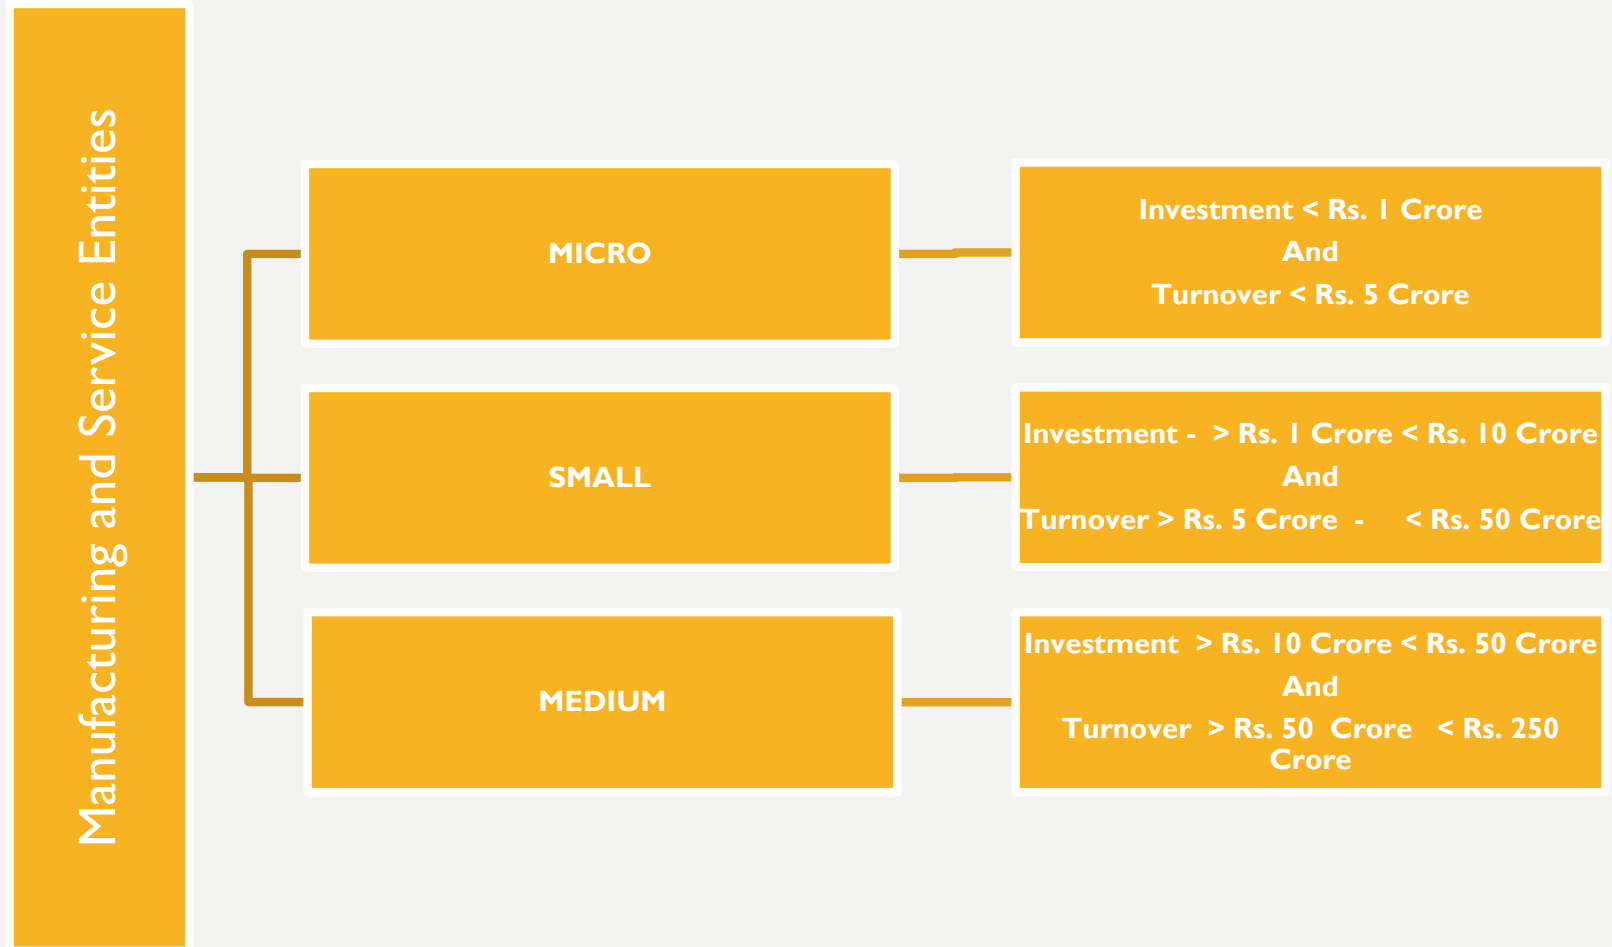 Manufacturing and Service Entities
MICRO
Investment < Rs. 1 Crore
And
Turnover < Rs. 5 Crore
SMALL
Investment - > Rs. 1 Crore < Rs. 10 Crore
And
Turnover > Rs. 5 Crore - < Rs. 50 Crore
MEDIUM
Investment > Rs. 10 Crore < Rs. 50 Crore
And
Turnover > Rs. 50 Crore < Rs. 250
Crore